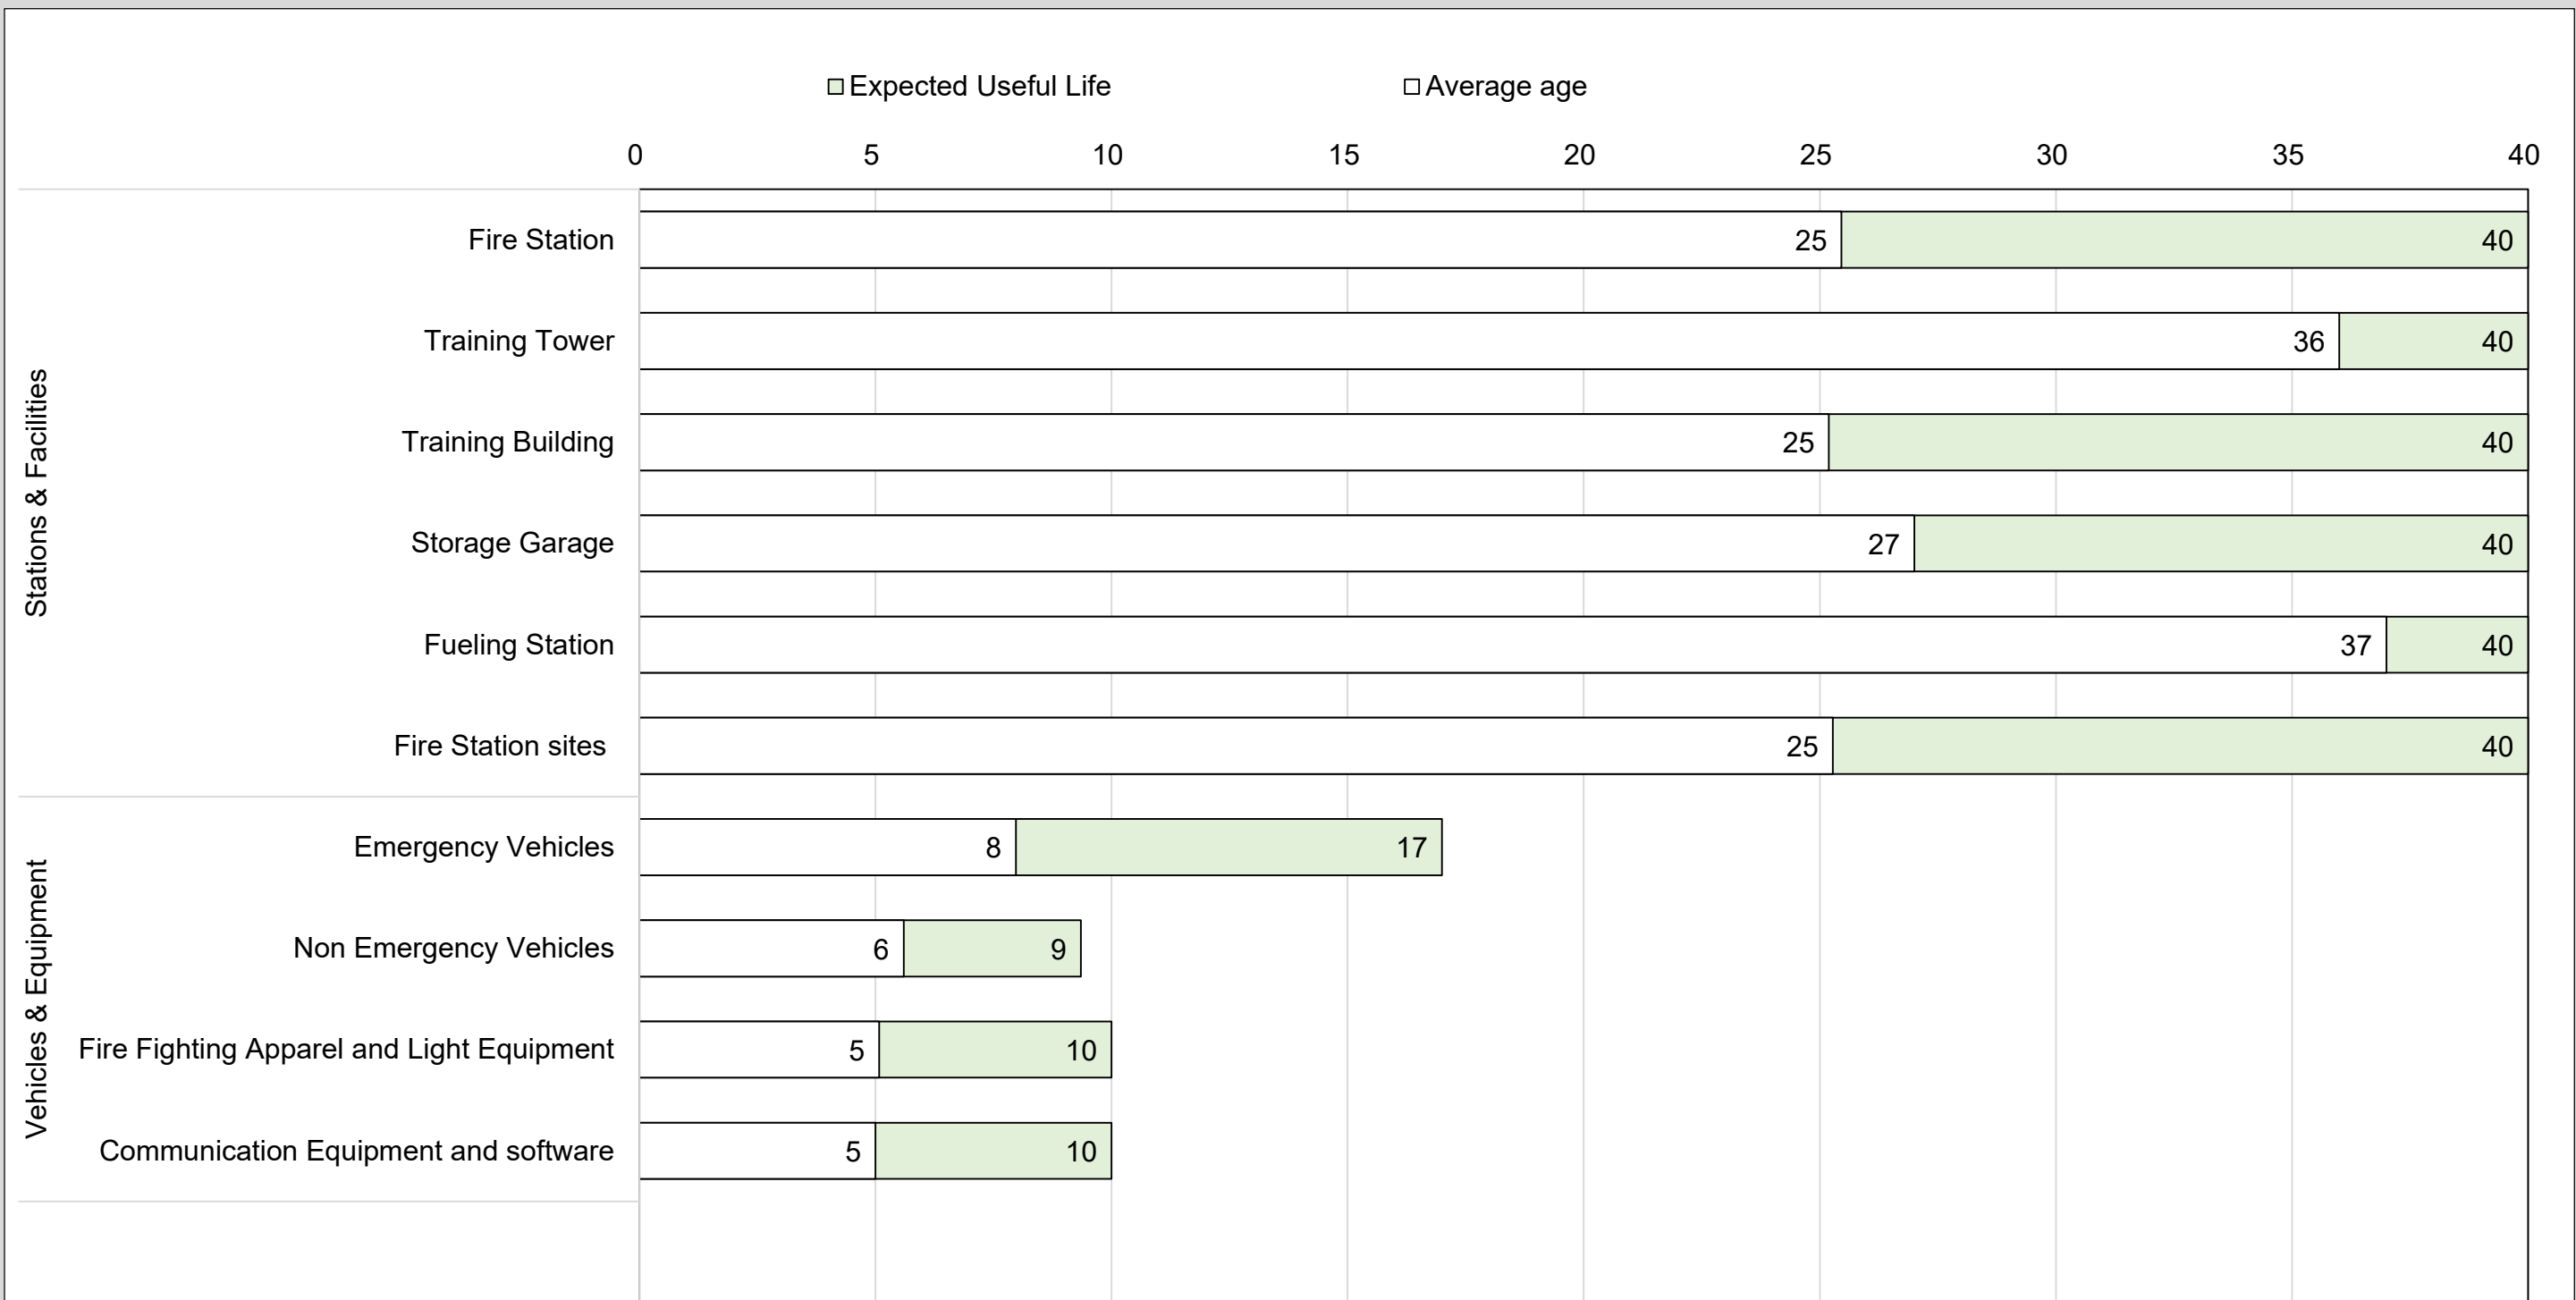 Expected Useful Life
Average age
0 5 10 15 20 25 30 35 40
Stations & Facilities
Fire Station 25 40
Training Tower 36 40
Training Building 25 40
Storage Garage 27 40
Fueling Station 37 40
Fire Station sites 25 40
Vehicles & Equipment
Emergency Vehicles 8 17
Non Emergency Vehicles 6 9
Fire Fighting Apparel and Light Equipment 5 10
Communication Equipment and software 5 10